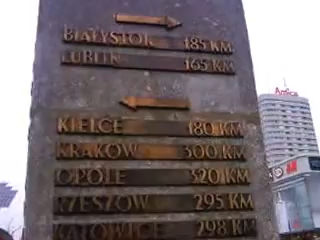 BIAŁYSTOK 185 KM
LUBLIN 165 KM
KIELCE 180 KM
KRAKÓW 300 KM
OPOLE 320 KM
RZESZÓW 295 KM
KATOWICE 298 KM
H&M